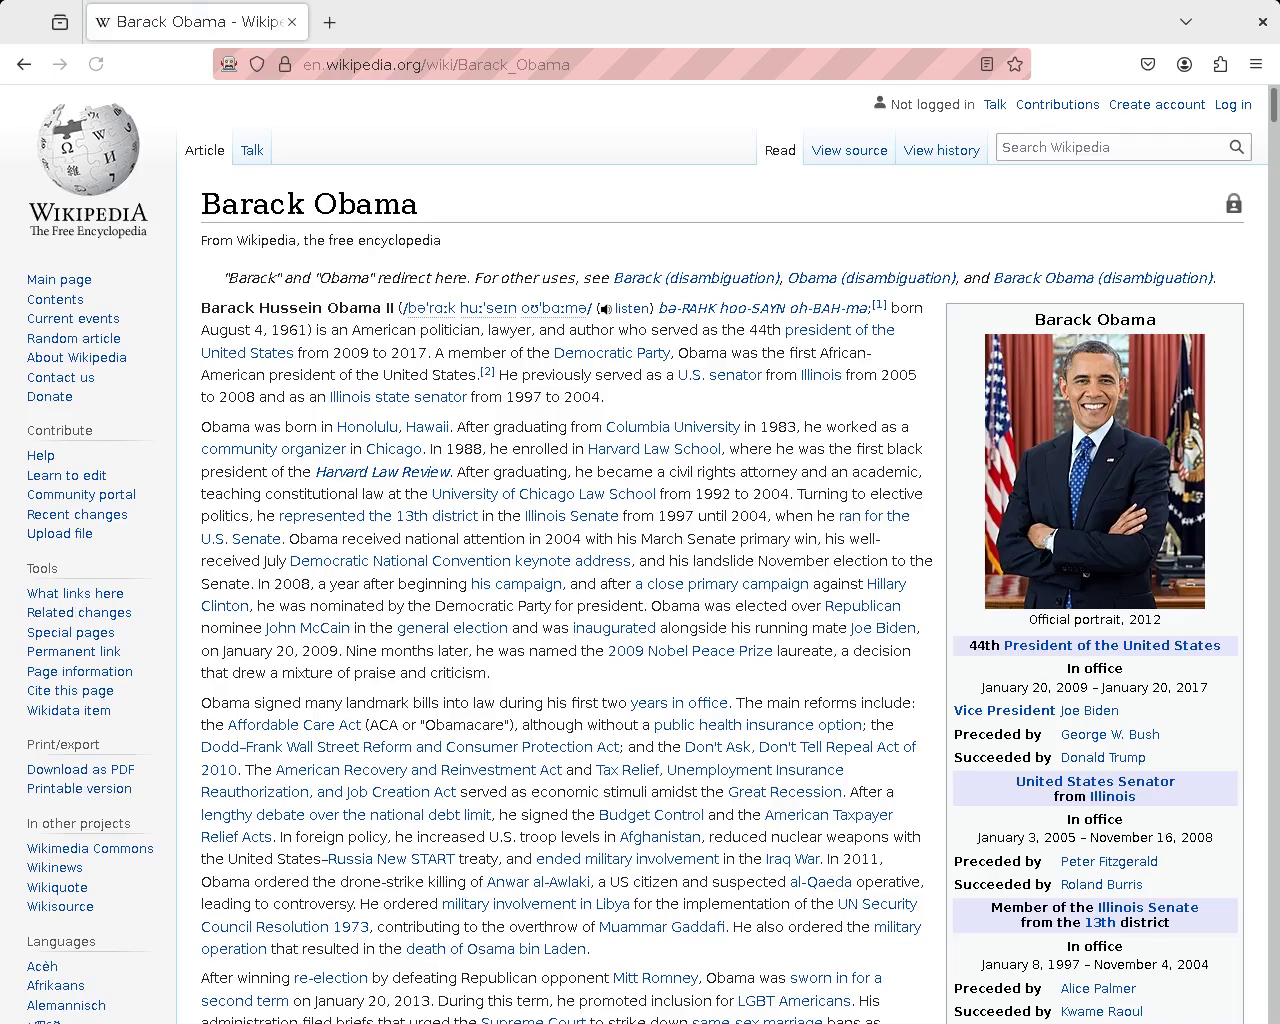 Barack Obama - Wikip
en.wikipedia.org/wiki/Barack_Obama
Not logged in Talk Contributions Create account Log in
Article Talk Read View source View history Search Wikipedia
WIKIPEDIA
The Free Encyclopedia
Main page
Contents
Current events
Random article
About Wikipedia
Contact us
Donate
Contribute
Help
Learn to edit
Community portal
Recent changes
Upload file
Tools
What links here
Related changes
Special pages
Permanent link
Page information
Cite this page
Wikidata item
Print/export
Download as PDF
Printable version
In other projects
Wikimedia Commons
Wikinews
Wikiquote
Wikisource
Languages
Acèh
Afrikaans
Alemannisch
Barack Obama
From Wikipedia, the free encyclopedia
"Barack" and "Obama" redirect here. For other uses, see Barack (disambiguation), Obama (disambiguation), and Barack Obama (disambiguation).
Barack Hussein Obama II (/bəˈrɑːk huːˈseɪn oʊˈbɑːmə/ (listen) bə-RAHK hoo-SAYN oh-BAH-mə;[1] born
August 4, 1961) is an American politician, lawyer, and author who served as the 44th president of the
United States from 2009 to 2017. A member of the Democratic Party, Obama was the first African-
American president of the United States.[2] He previously served as a U.S. senator from Illinois from 2005
to 2008 and as an Illinois state senator from 1997 to 2004.
Obama was born in Honolulu, Hawaii. After graduating from Columbia University in 1983, he worked as a
community organizer in Chicago. In 1988, he enrolled in Harvard Law School, where he was the first black
president of the Harvard Law Review. After graduating, he became a civil rights attorney and an academic,
teaching constitutional law at the University of Chicago Law School from 1992 to 2004. Turning to elective
politics, he represented the 13th district in the Illinois Senate from 1997 until 2004, when he ran for the
U.S. Senate. Obama received national attention in 2004 with his March Senate primary win, his well-
received July Democratic National Convention keynote address, and his landslide November election to the
Senate. In 2008, a year after beginning his campaign, and after a close primary campaign against Hillary
Clinton, he was nominated by the Democratic Party for president. Obama was elected over Republican
nominee John McCain in the general election and was inaugurated alongside his running mate Joe Biden,
on January 20, 2009. Nine months later, he was named the 2009 Nobel Peace Prize laureate, a decision
that drew a mixture of praise and criticism.
Obama signed many landmark bills into law during his first two years in office. The main reforms include:
the Affordable Care Act (ACA or "Obamacare"), although without a public health insurance option; the
Dodd–Frank Wall Street Reform and Consumer Protection Act; and the Don't Ask, Don't Tell Repeal Act of
2010. The American Recovery and Reinvestment Act and Tax Relief, Unemployment Insurance
Reauthorization, and Job Creation Act served as economic stimuli amidst the Great Recession. After a
lengthy debate over the national debt limit, he signed the Budget Control and the American Taxpayer
Relief Acts. In foreign policy, he increased U.S. troop levels in Afghanistan, reduced nuclear weapons with
the United States–Russia New START treaty, and ended military involvement in the Iraq War. In 2011,
Obama ordered the drone-strike killing of Anwar al-Awlaki, a US citizen and suspected al-Qaeda operative,
leading to controversy. He ordered military involvement in Libya for the implementation of the UN Security
Council Resolution 1973, contributing to the overthrow of Muammar Gaddafi. He also ordered the military
operation that resulted in the death of Osama bin Laden.
After winning re-election by defeating Republican opponent Mitt Romney, Obama was sworn in for a
second term on January 20, 2013. During this term, he promoted inclusion for LGBT Americans. His
administration filed briefs that urged the Supreme Court to strike down same-sex marriage bans as
Barack Obama
Official portrait, 2012
44th President of the United States
In office
January 20, 2009 – January 20, 2017
Vice President Joe Biden
Preceded by George W. Bush
Succeeded by Donald Trump
United States Senator
from Illinois
In office
January 3, 2005 – November 16, 2008
Preceded by Peter Fitzgerald
Succeeded by Roland Burris
Member of the Illinois Senate
from the 13th district
In office
January 8, 1997 – November 4, 2004
Preceded by Alice Palmer
Succeeded by Kwame Raoul